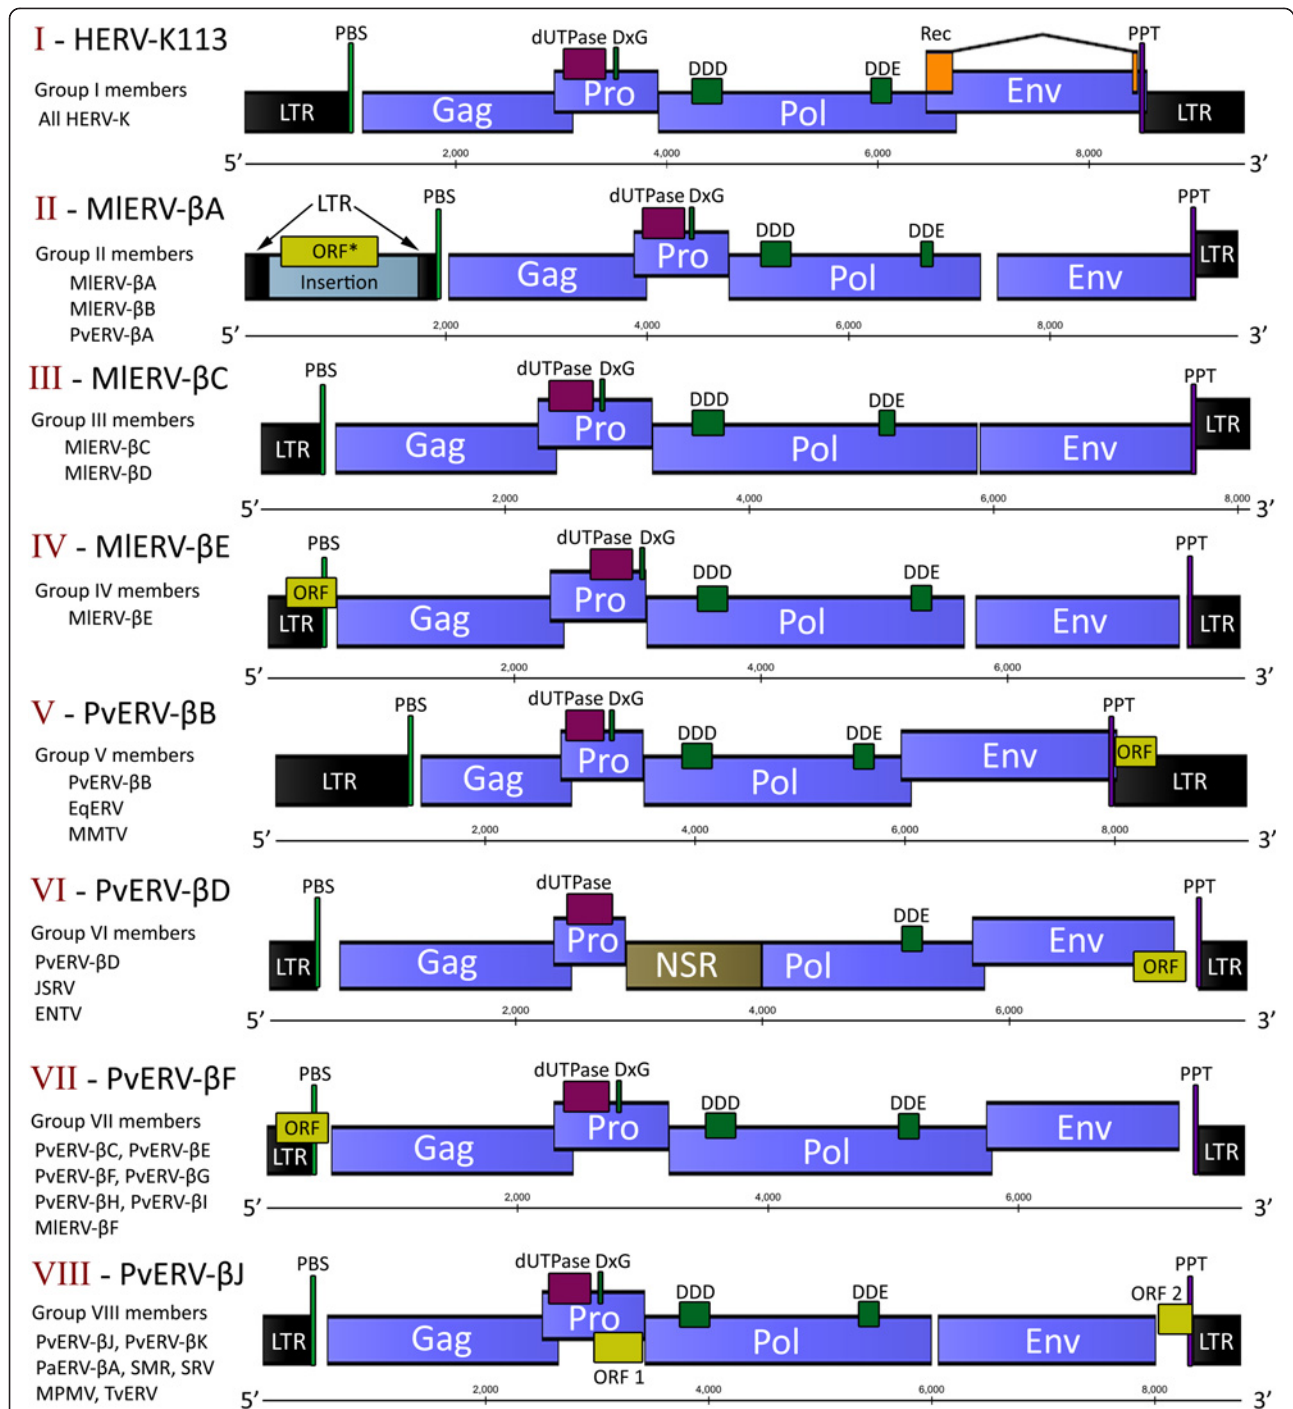 I - HERV-K113
Group I members
All HERV-K
PBS
dUTPase DxG
DDD
DDE
Rec
PPT
LTR
Gag
Pro
Pol
Env
LTR
5’
2,000
4,000
6,000
8,000
3’
II - MlERV-βA
Group II members
MlERV-βA
MlERV-βB
PvERV-βA
LTR
ORF*
Insertion
PBS
dUTPase DxG
DDD
DDE
PPT
Gag
Pro
Pol
Env
LTR
5’
2,000
4,000
6,000
8,000
3’
III - MlERV-βC
Group III members
MlERV-βC
MlERV-βD
PBS
dUTPase DxG
DDD
DDE
PPT
LTR
Gag
Pro
Pol
Env
LTR
5’
2,000
4,000
6,000
8,000
3’
IV - MlERV-βE
Group IV members
MlERV-βE
PBS
dUTPase DxG
DDD
DDE
PPT
ORF
LTR
Gag
Pro
Pol
Env
LTR
5’
2,000
4,000
6,000
3’
V - PvERV-βB
Group V members
PvERV-βB
EqERV
MMTV
PBS
dUTPase DxG
DDD
DDE
PPT
ORF
LTR
Gag
Pro
Pol
Env
LTR
5’
2,000
4,000
6,000
8,000
3’
VI - PvERV-βD
Group VI members
PvERV-βD
JSRV
ENTV
PBS
dUTPase
DDE
PPT
LTR
Gag
Pro
NSR
Pol
Env
ORF
LTR
5’
2,000
4,000
6,000
3’
VII - PvERV-βF
Group VII members
PvERV-βC, PvERV-βE
PvERV-βF, PvERV-βG
PvERV-βH, PvERV-βI
MlERV-βF
PBS
dUTPase DxG
DDD
DDE
PPT
ORF
LTR
Gag
Pro
Pol
Env
LTR
5’
2,000
4,000
6,000
3’
VIII - PvERV-βJ
Group VIII members
PvERV-βJ, PvERV-βK
PaERV-βA, SMR, SRV
MPMV, TvERV
PBS
dUTPase DxG
DDD
DDE
PPT
ORF 2
LTR
Gag
Pro
Pol
Env
LTR
ORF 1
2,000
4,000
6,000
8,000
5’
3’